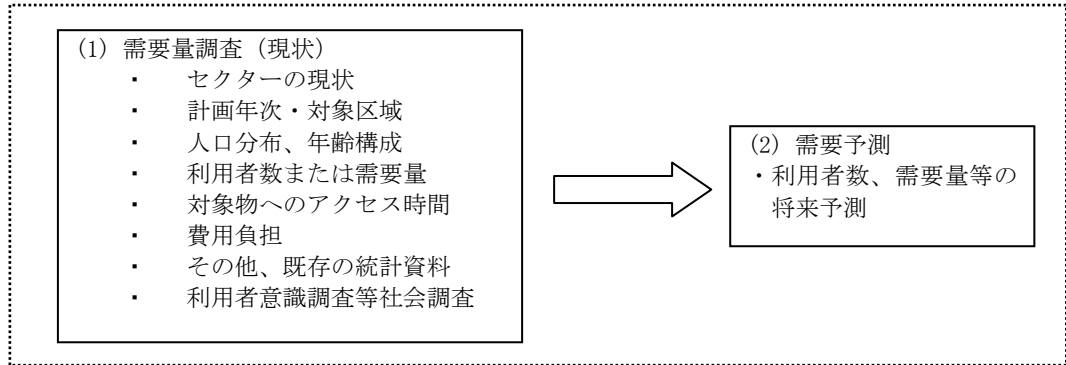 (1) 需要量調査（現状）
・ セクターの現状
・ 計画年次・対象区域
・ 人口分布、年齢構成
・ 利用者数または需要量
・ 対象物へのアクセス時間
・ 費用負担
・ その他、既存の統計資料
・ 利用者意識調査等社会調査
(2) 需要予測
・利用者数、需要量等の
将来予測